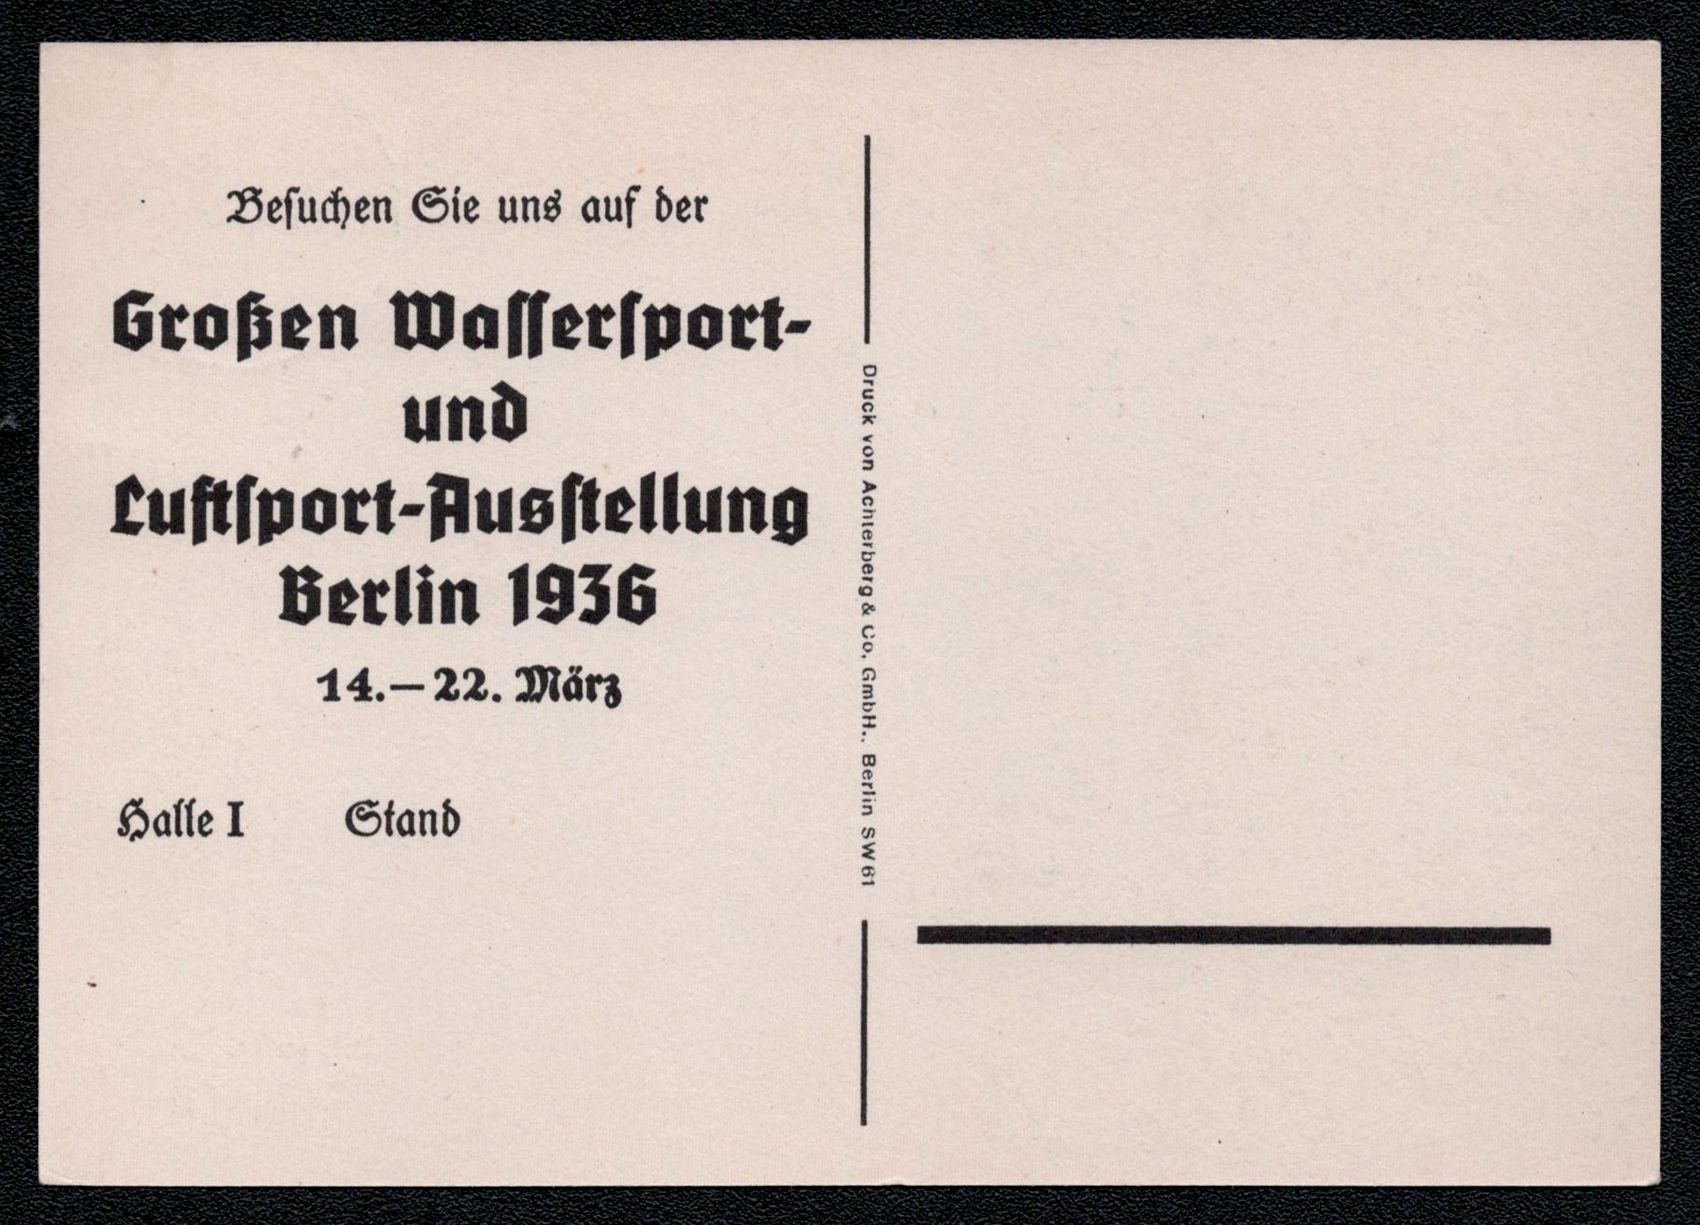 Besuchen Sie uns auf der
Großen Wassersport-
und
Luftsport-Ausstellung
Berlin 1936
14.–22. März
Halle I Stand
Druck von Achterberg & Co, GmbH., Berlin SW 61